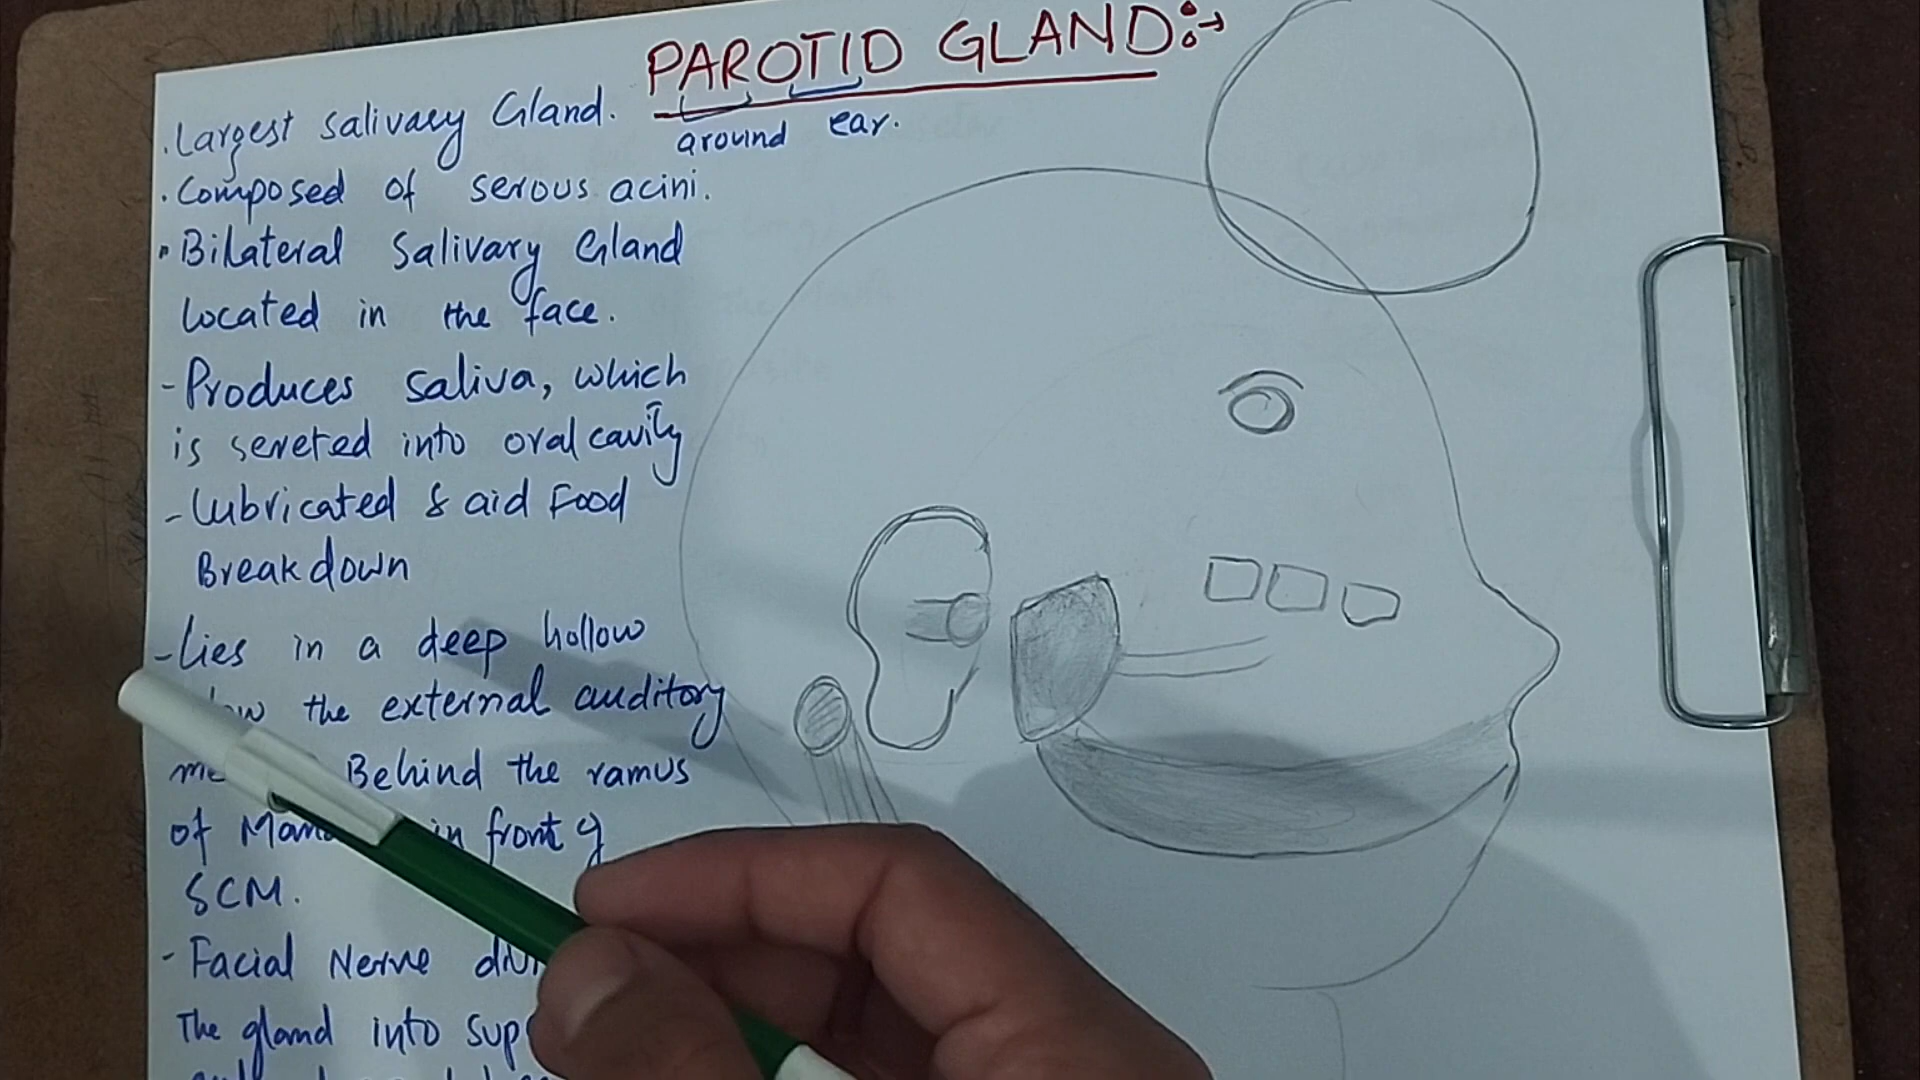 PAROTID GLAND:→
around ear.
. Largest salivary Gland.
. Composed of serous acini.
• Bilateral Salivary Gland
located in the face.
- Produces saliva, which
is sereted into oral cavity
- Lubricated & aid Food
Breakdown
- Lies in a deep hollow
the external auditory
Behind the ramus
of in front of
SCM.
- Facial Nerve
The gland into